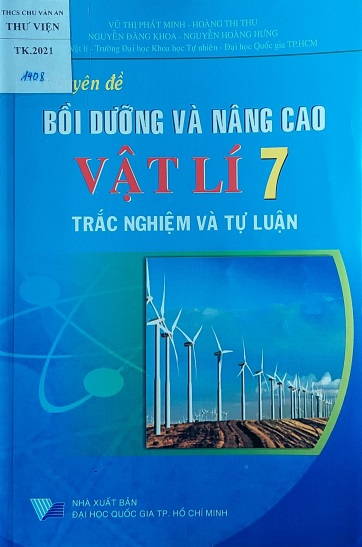 THCS CHU VĂN AN
THƯ VIỆN
TK.2021
1408
VŨ THỊ PHÁT MINH - HOÀNG THỊ THU
NGUYỄN ĐĂNG KHOA - NGUYỄN HOÀNG HƯNG
Vật lí - Trường Đại học Khoa học Tự nhiên - Đại học Quốc gia TP.HCM
yên đề
BỒI DƯỠNG VÀ NÂNG CAO
VẬT LÍ 7
TRẮC NGHIỆM VÀ TỰ LUẬN
NHÀ XUẤT BẢN
ĐẠI HỌC QUỐC GIA TP. HỒ CHÍ MINH